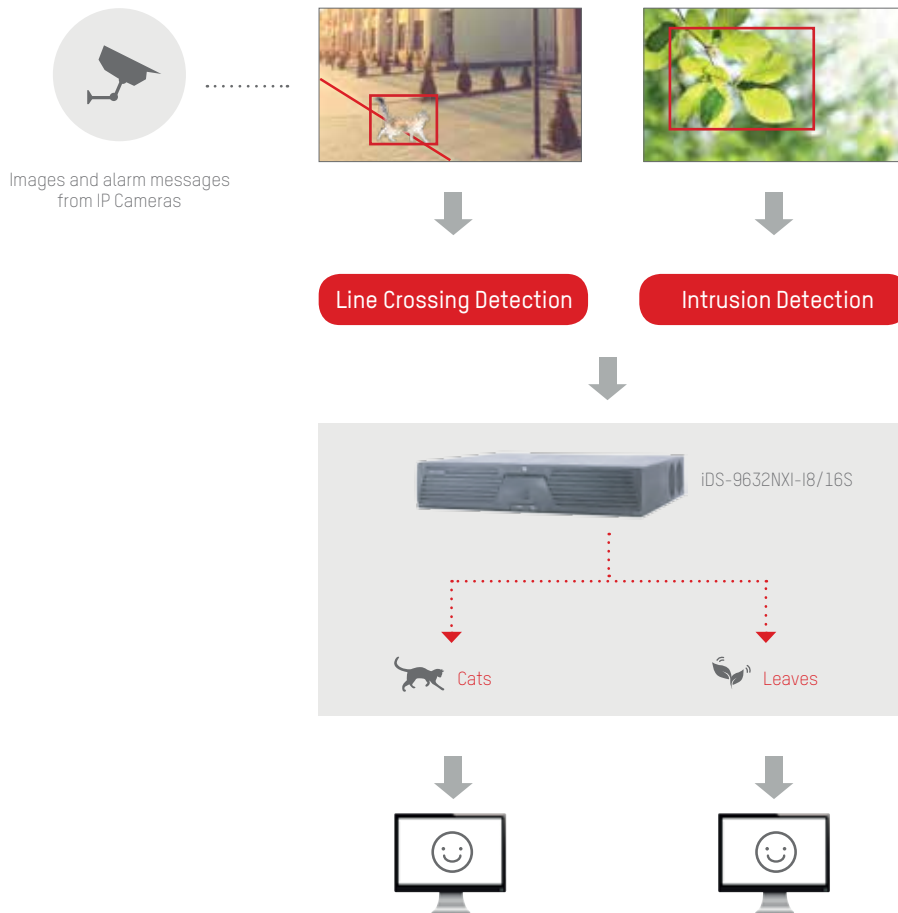 Images and alarm messages
from IP Cameras
Line Crossing Detection
Intrusion Detection
iDS-9632NXI-I8/16S
Cats
Leaves